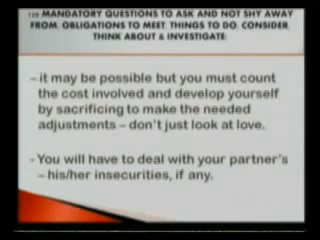 120 MANDATORY QUESTIONS TO ASK AND NOT SHY AWAY
FROM, OBLIGATIONS TO MEET, THINGS TO DO, CONSIDER,
THINK ABOUT & INVESTIGATE:
– it may be possible but you must count
the cost involved and develop yourself
by sacrificing to make the needed
adjustments – don't just look at love.
- You will have to deal with your partner's
– his/her insecurities, if any.